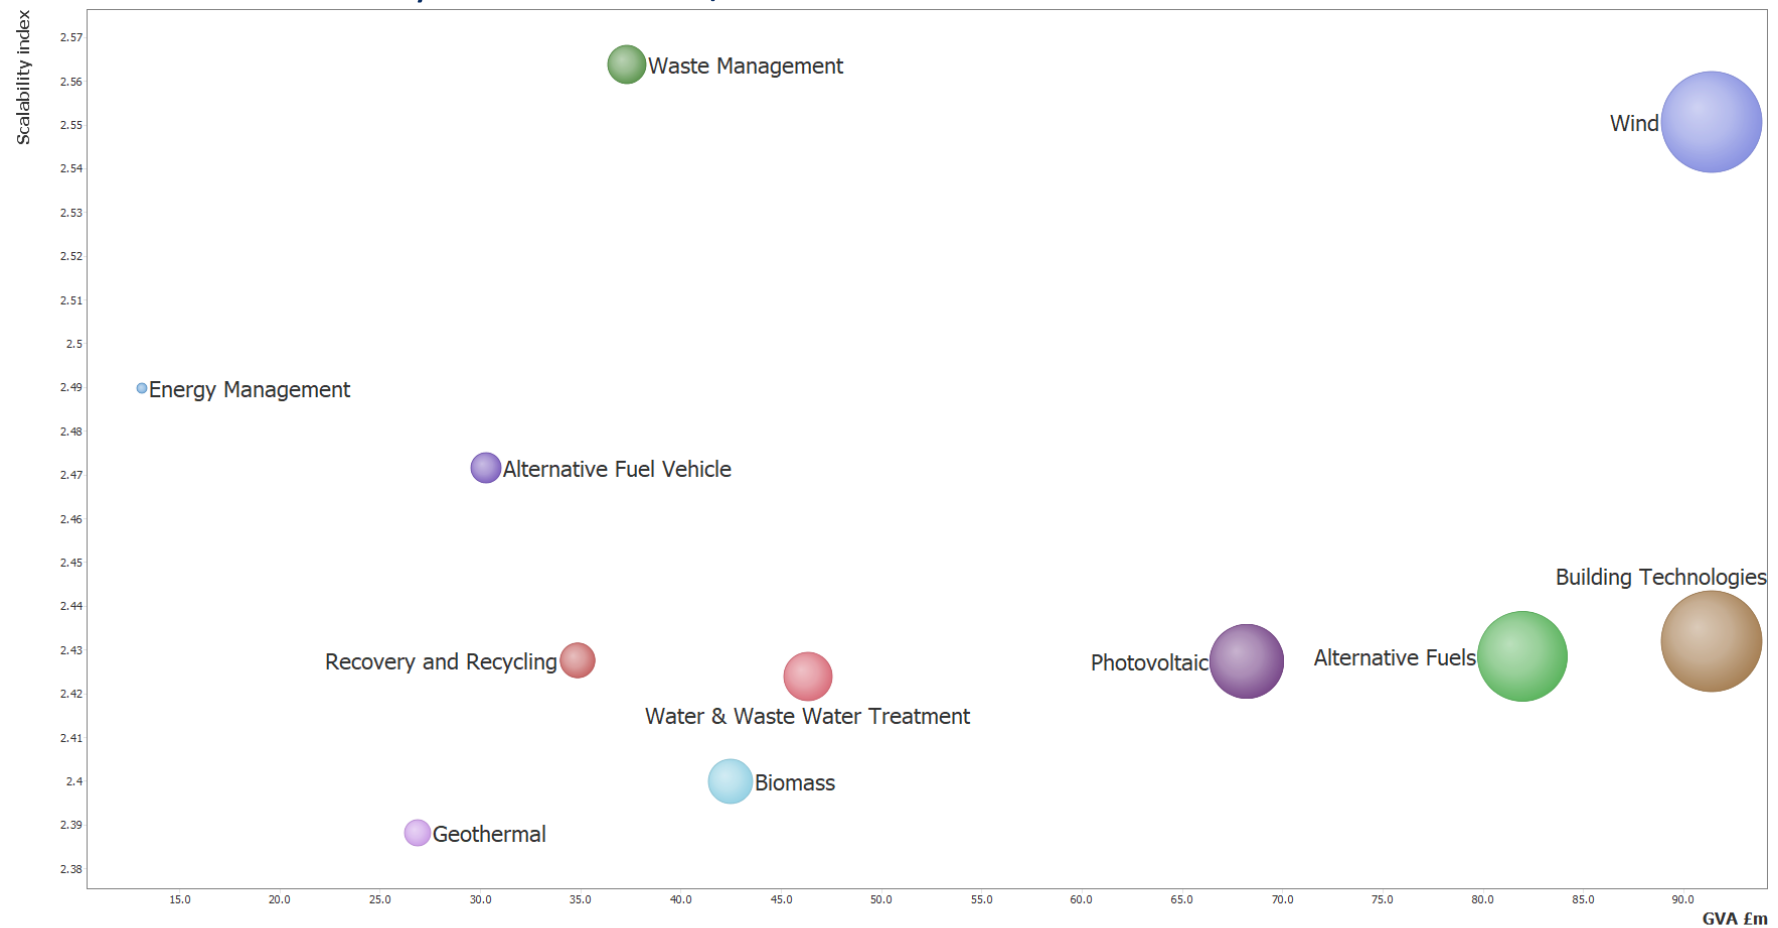 Scalability index
2.57
Waste Management
2.56
2.55
Wind
2.54
2.53
2.52
2.51
2.5
2.49
Energy Management
2.48
2.47
Alternative Fuel Vehicle
2.46
2.45
Building Technologies
2.44
2.43
Recovery and Recycling
Photovoltaic
Alternative Fuels
2.42
Water & Waste Water Treatment
2.41
2.4
Biomass
2.39
Geothermal
2.38
15.0 20.0 25.0 30.0 35.0 40.0 45.0 50.0 55.0 60.0 65.0 70.0 75.0 80.0 85.0 90.0
GVA £m